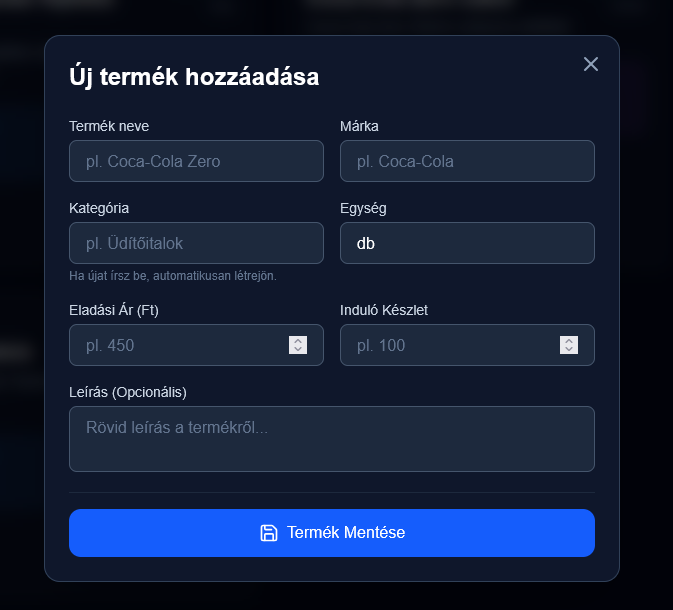 Új termék hozzáadása
Termék neve
Márka
pl. Coca-Cola Zero
pl. Coca-Cola
Kategória
Egység
pl. Üdítőitalok
db
Ha újat írsz be, automatikusan létrejön.
Eladási Ár (Ft)
Induló Készlet
pl. 450
pl. 100
Leírás (Opcionális)
Rövid leírás a termékről...
Termék Mentése